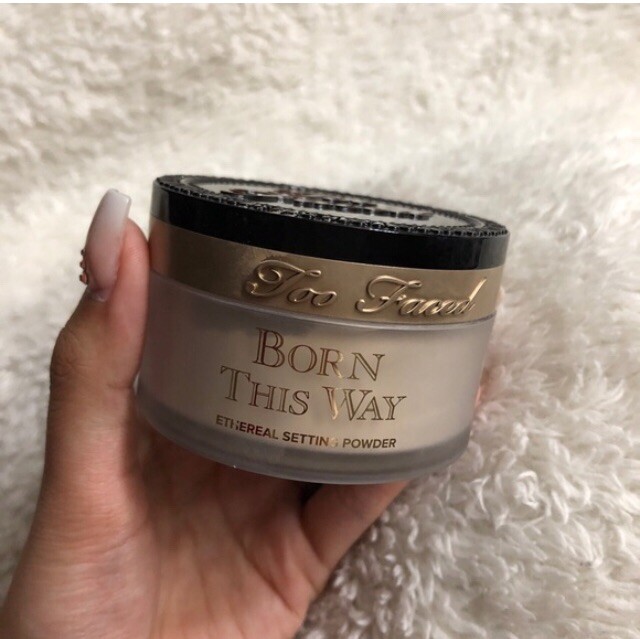 Too Faced
BORN
THIS WAY
ETHEREAL SETTING POWDER